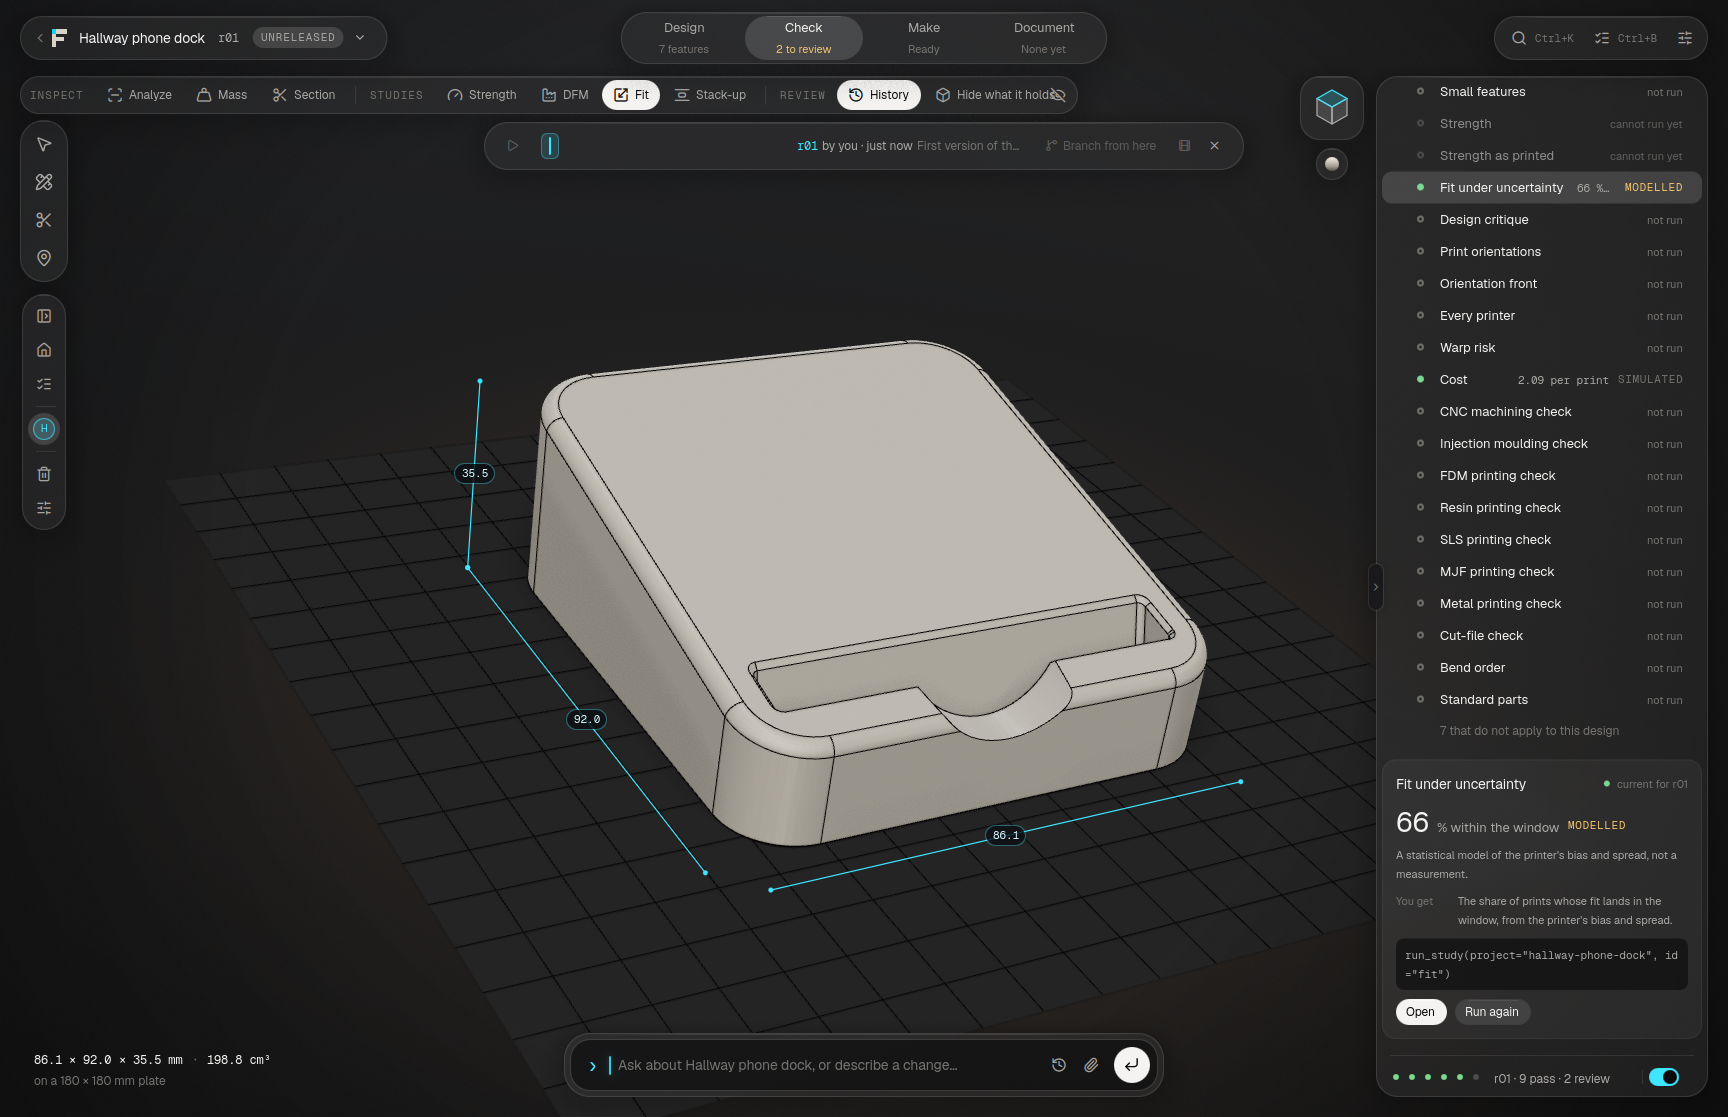 Hallway phone dock r01 UNRELEASED
Design
7 features
Check
2 to review
Make
Ready
Document
None yet
Ctrl+K Ctrl+B
INSPECT Analyze Mass Section STUDIES Strength DFM Fit Stack-up REVIEW History Hide what it holds
r01 by you · just now First version of th… Branch from here
35.5
92.0
86.1
H
Small features not run
Strength cannot run yet
Strength as printed cannot run yet
Fit under uncertainty 66 %… MODELLED
Design critique not run
Print orientations not run
Orientation front not run
Every printer not run
Warp risk not run
Cost 2.09 per print SIMULATED
CNC machining check not run
Injection moulding check not run
FDM printing check not run
Resin printing check not run
SLS printing check not run
MJF printing check not run
Metal printing check not run
Cut-file check not run
Bend order not run
Standard parts not run
7 that do not apply to this design
Fit under uncertainty current for r01
66 % within the window MODELLED
A statistical model of the printer's bias and spread, not a
measurement.
You get The share of prints whose fit lands in the
window, from the printer's bias and spread.
run_study(project="hallway-phone-dock", id
="fit")
Open Run again
r01 · 9 pass · 2 review
86.1 × 92.0 × 35.5 mm · 198.8 cm³
on a 180 × 180 mm plate
Ask about Hallway phone dock, or describe a change…